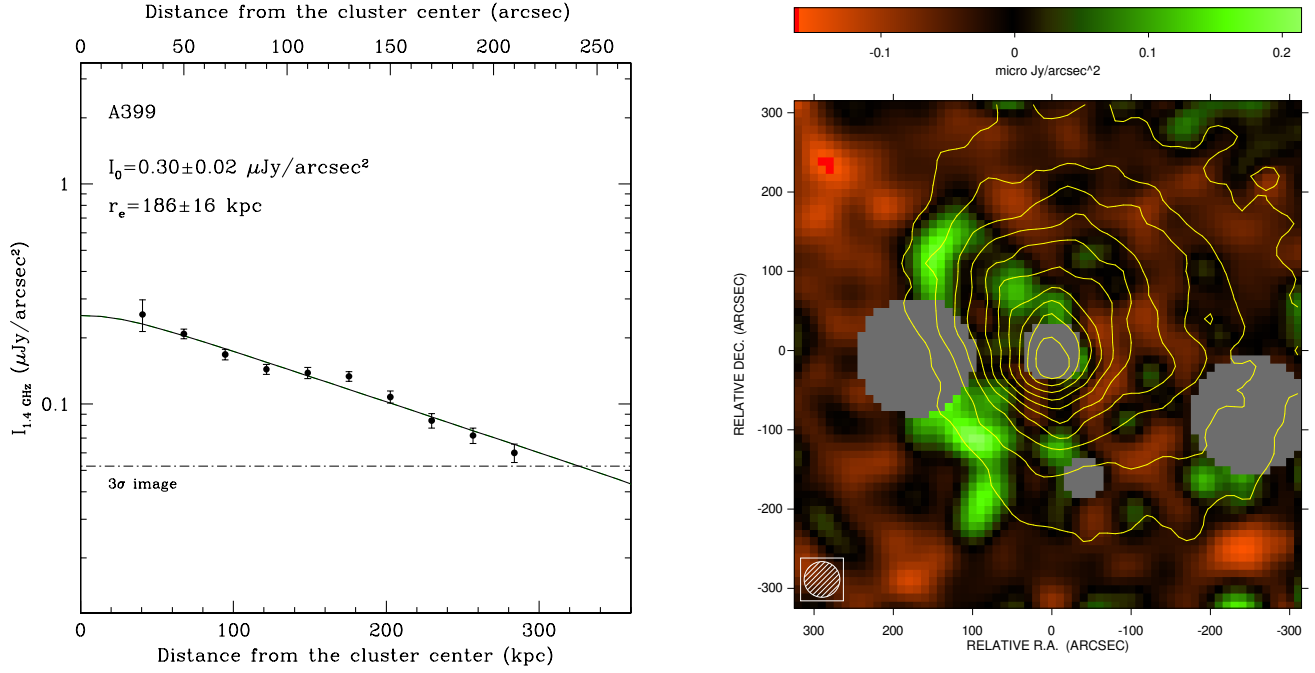 Distance from the cluster center (arcsec)
0 50 100 150 200 250
A399
I₀=0.30±0.02 μJy/arcsec²
rₑ=186±16 kpc
1
0.1
I₁.₄ GHz (μJy/arcsec²)
3σ image
0 100 200 300
Distance from the cluster center (kpc)
-0.1 0 0.1 0.2
micro Jy/arcsec^2
300
200
100
0
-100
-200
-300
RELATIVE DEC. (ARCSEC)
300 200 100 0 -100 -200 -300
RELATIVE R.A. (ARCSEC)